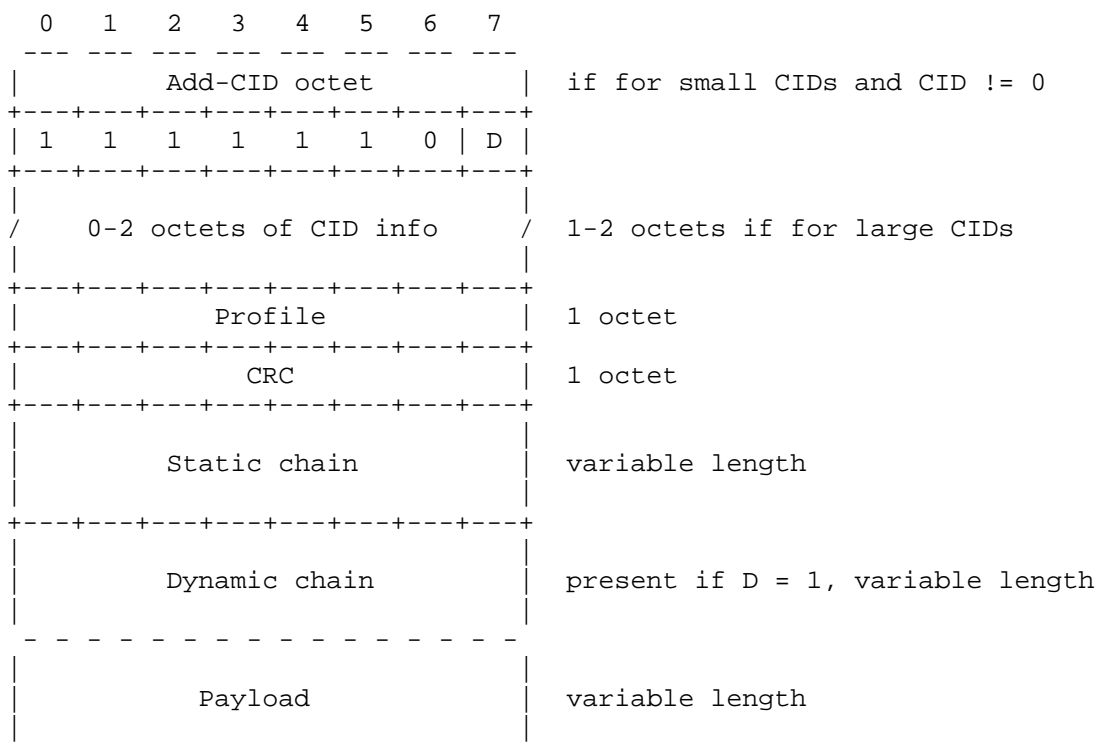 0   1   2   3   4   5   6   7
--- --- --- --- --- --- --- ---
|         Add-CID octet         |  if for small CIDs and CID != 0
+---+---+---+---+---+---+---+---+
| 1   1   1   1   1   1   0 | D |
+---+---+---+---+---+---+---+---+
|                               |
/    0-2 octets of CID info     /  1-2 octets if for large CIDs
|                               |
+---+---+---+---+---+---+---+---+
|            Profile            |  1 octet
+---+---+---+---+---+---+---+---+
|              CRC              |  1 octet
+---+---+---+---+---+---+---+---+
|                               |
|         Static chain          |  variable length
|                               |
+---+---+---+---+---+---+---+---+
|                               |
|         Dynamic chain         |  present if D = 1, variable length
|                               |
- - - - - - - - - - - - - - - -
|                               |
|           Payload             |  variable length
|                               |